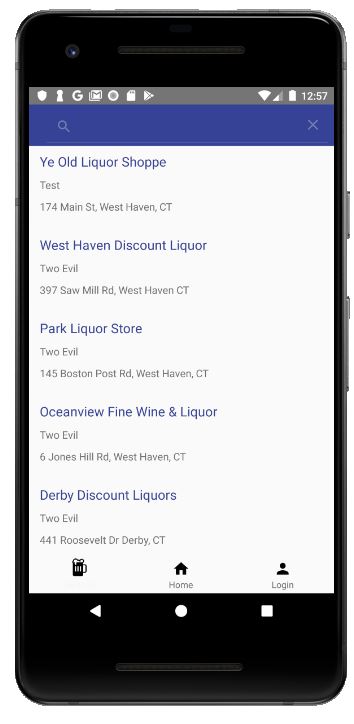 12:57
Ye Old Liquor Shoppe
Test
174 Main St, West Haven, CT
West Haven Discount Liquor
Two Evil
397 Saw Mill Rd, West Haven CT
Park Liquor Store
Two Evil
145 Boston Post Rd, West Haven, CT
Oceanview Fine Wine & Liquor
Two Evil
6 Jones Hill Rd, West Haven, CT
Derby Discount Liquors
Two Evil
441 Roosevelt Dr Derby, CT
Home
Login